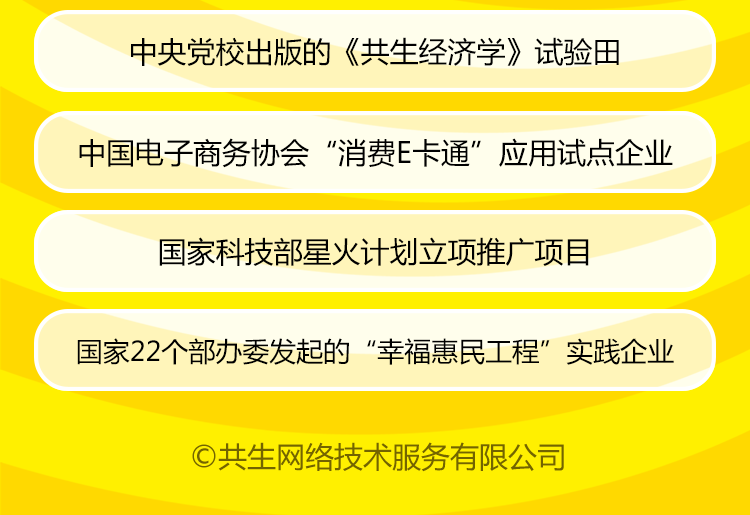 中央党校出版的《共生经济学》试验田
中国电子商务协会“消费E卡通”应用试点企业
国家科技部星火计划立项推广项目
国家22个部办委发起的“幸福惠民工程”实践企业
©共生网络技术服务有限公司